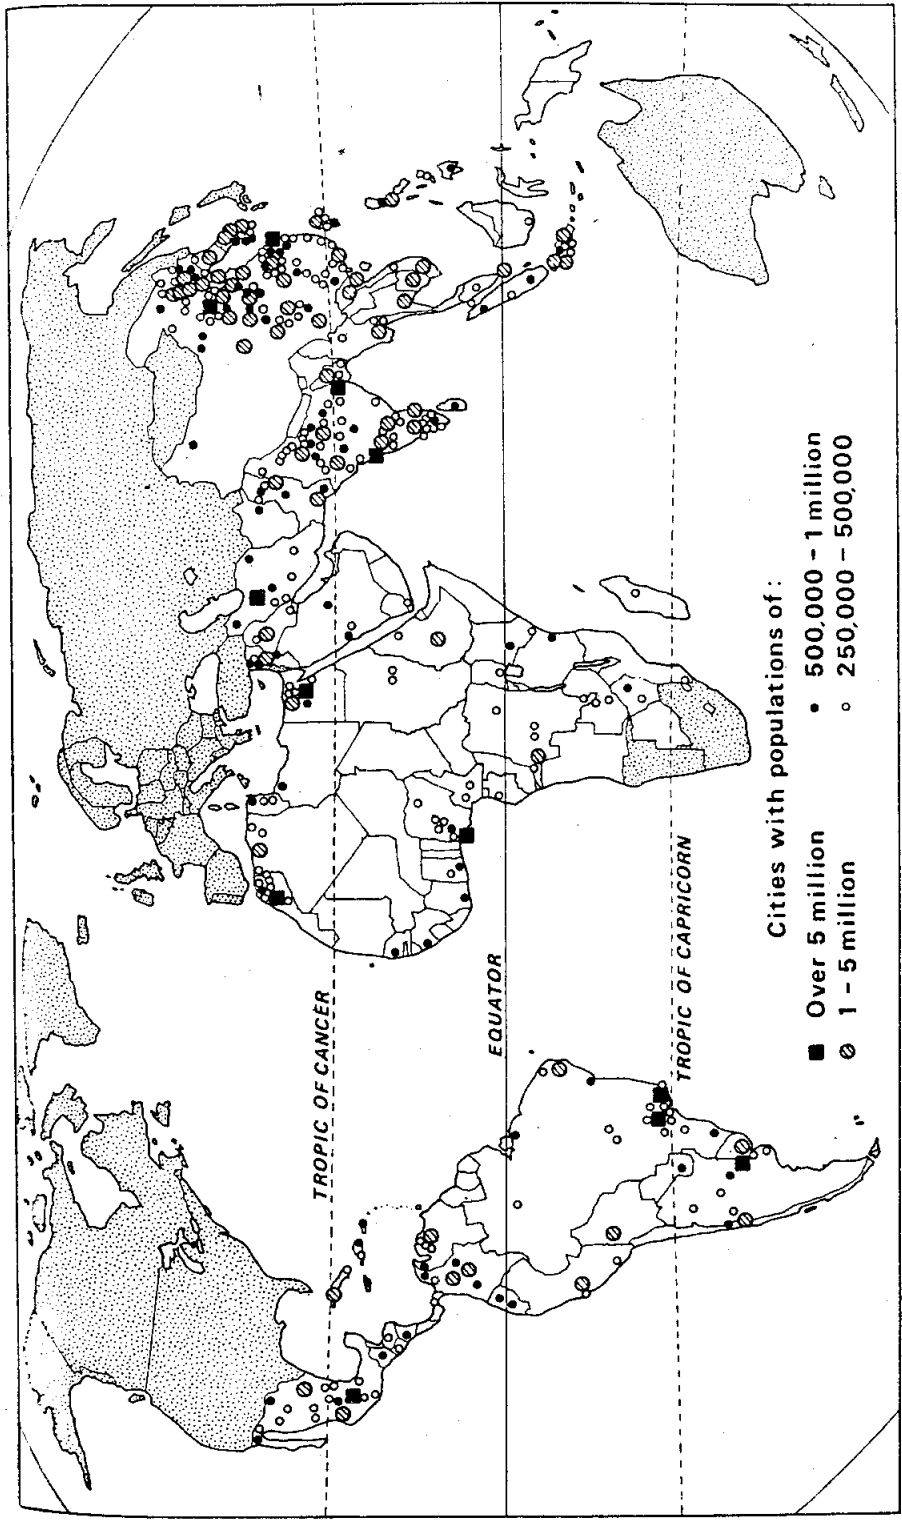 TROPIC OF CANCER
EQUATOR
TROPIC OF CAPRICORN
Cities with populations of :
Over 5 million
500,000 – 1 million
1 – 5 million
250,000 – 500,000